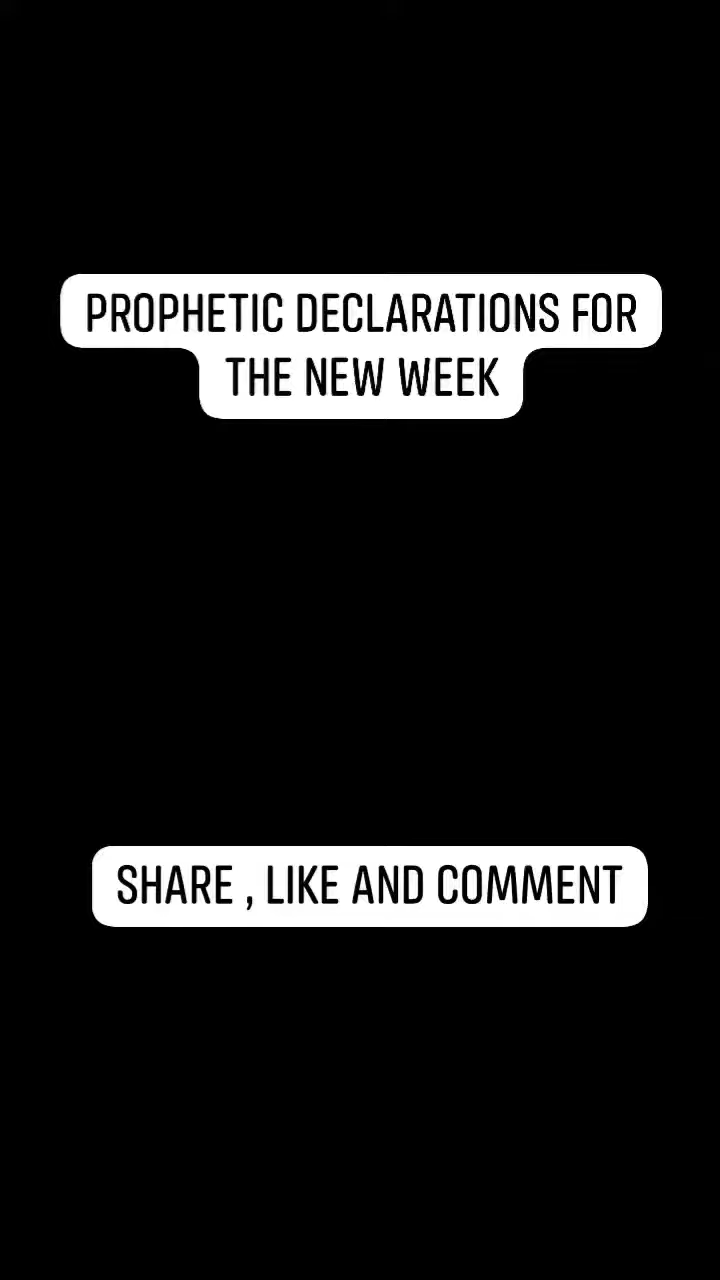 PROPHETIC DECLARATIONS FOR
THE NEW WEEK
SHARE , LIKE AND COMMENT